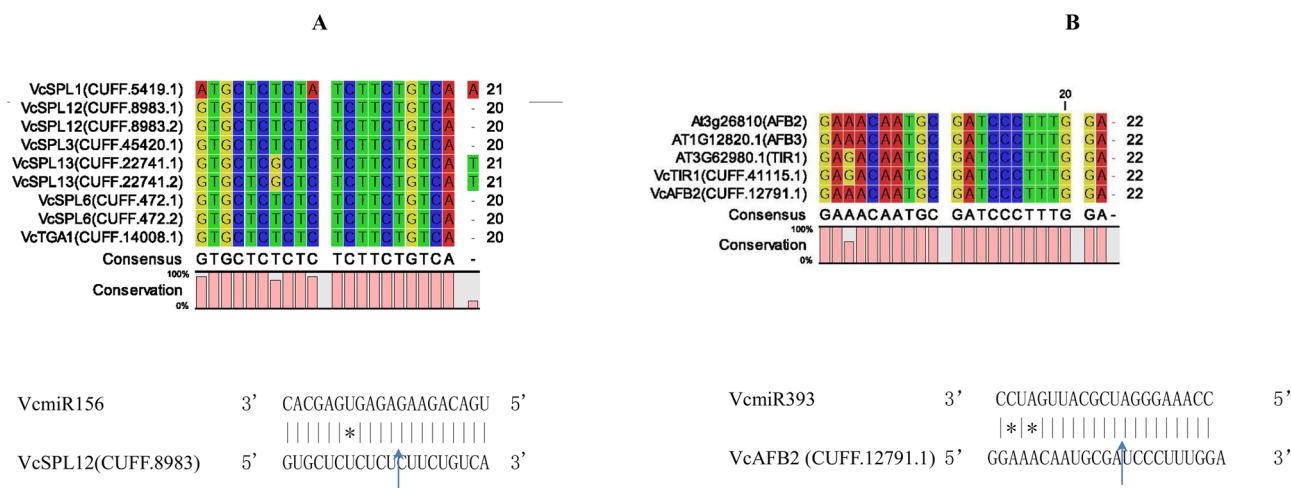 A
VcSPL1(CUFF.5419.1) ATGCTCTCTA TCTTCTGTCA A 21
VcSPL12(CUFF.8983.1) GTGCTCTCTC TCTTCTGTCA - 20
VcSPL12(CUFF.8983.2) GTGCTCTCTC TCTTCTGTCA - 20
VcSPL3(CUFF.45420.1) GTGCTCTCTC TCTTCTGTCA - 20
VcSPL13(CUFF.22741.1) GTGCTCGCTC TCTTCTGTCA T 21
VcSPL13(CUFF.22741.2) GTGCTCGCTC TCTTCTGTCA T 21
VcSPL6(CUFF.472.1) GTGCTCTCTC TCTTCTGTCA - 20
VcSPL6(CUFF.472.2) GTGCTCTCTC TCTTCTGTCA - 20
VcTGA1(CUFF.14008.1) GTGCTCTCTC TCTTCTGTCA - 20
Consensus GTGCTCTCTC TCTTCTGTCA -
100%
Conservation
0%
VcmiR156 3' CACGAGUGAGAGAAGACAGU 5'
||||||*|||||||||||||
VcSPL12(CUFF.8983) 5' GUGCUCUCUCUCUUCUGUCA 3'
B
20
At3g26810(AFB2) GAAACAATGC GATCCCTTTG GA- 22
AT1G12820.1(AFB3) GAAACAATGC GATCCCTTTG GA- 22
AT3G62980.1(TIR1) GAGACAATGC GATCCCTTTG GA- 22
VcTIR1(CUFF.41115.1) GAGACAATGC GATCCCTTTG GA- 22
VcAFB2(CUFF.12791.1) GAAACAATGC GATCCCTTTG GA- 22
Consensus GAAACAATGC GATCCCTTTG GA-
100%
Conservation
0%
VcmiR393 3' CCUAGUUACGCUAGGGAAACC 5'
|*|*|||||||||||||||||
VcAFB2 (CUFF.12791.1) 5' GGAAACAAUGCGAUCCCUUUGGA 3'